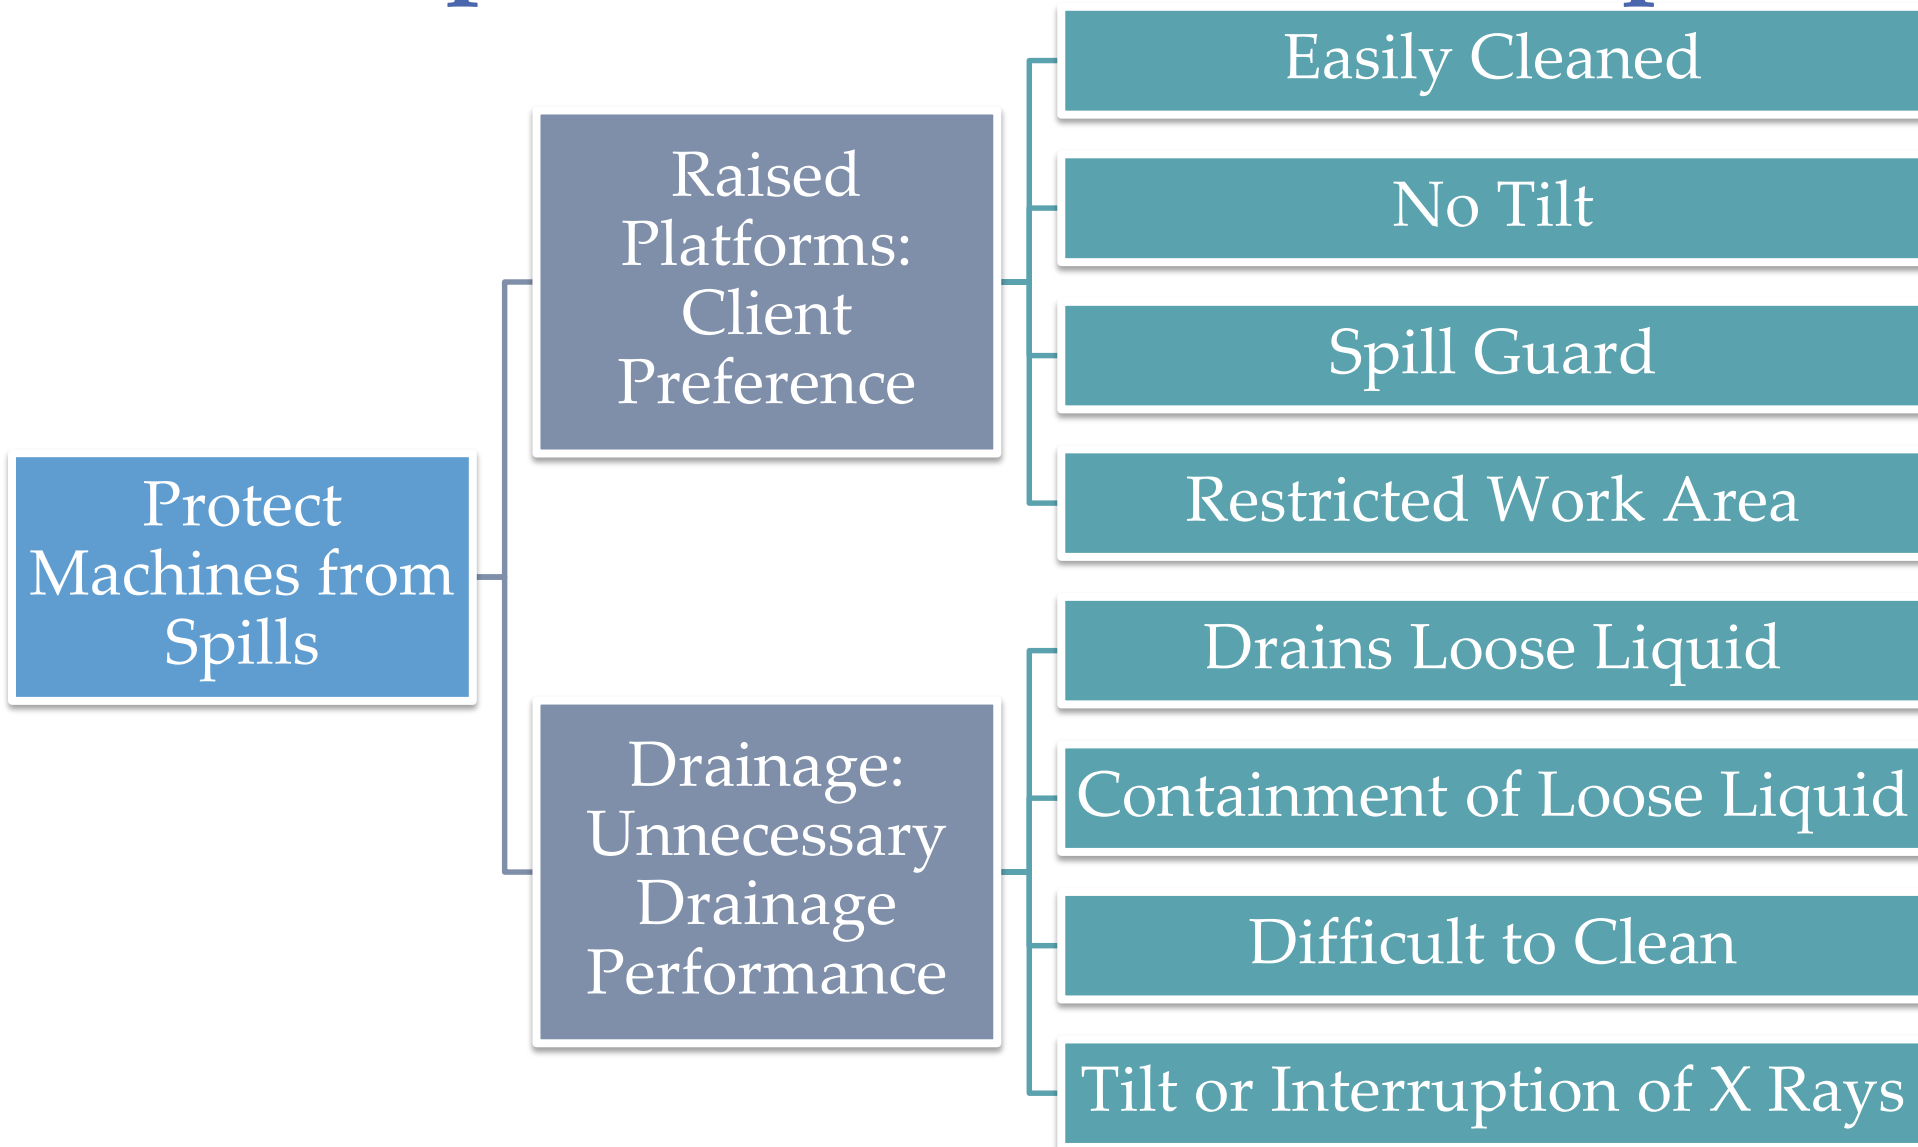 Protect
Machines from
Spills
Raised
Platforms:
Client
Preference
Easily Cleaned
No Tilt
Spill Guard
Restricted Work Area
Drainage:
Unnecessary
Drainage
Performance
Drains Loose Liquid
Containment of Loose Liquid
Difficult to Clean
Tilt or Interruption of X Rays